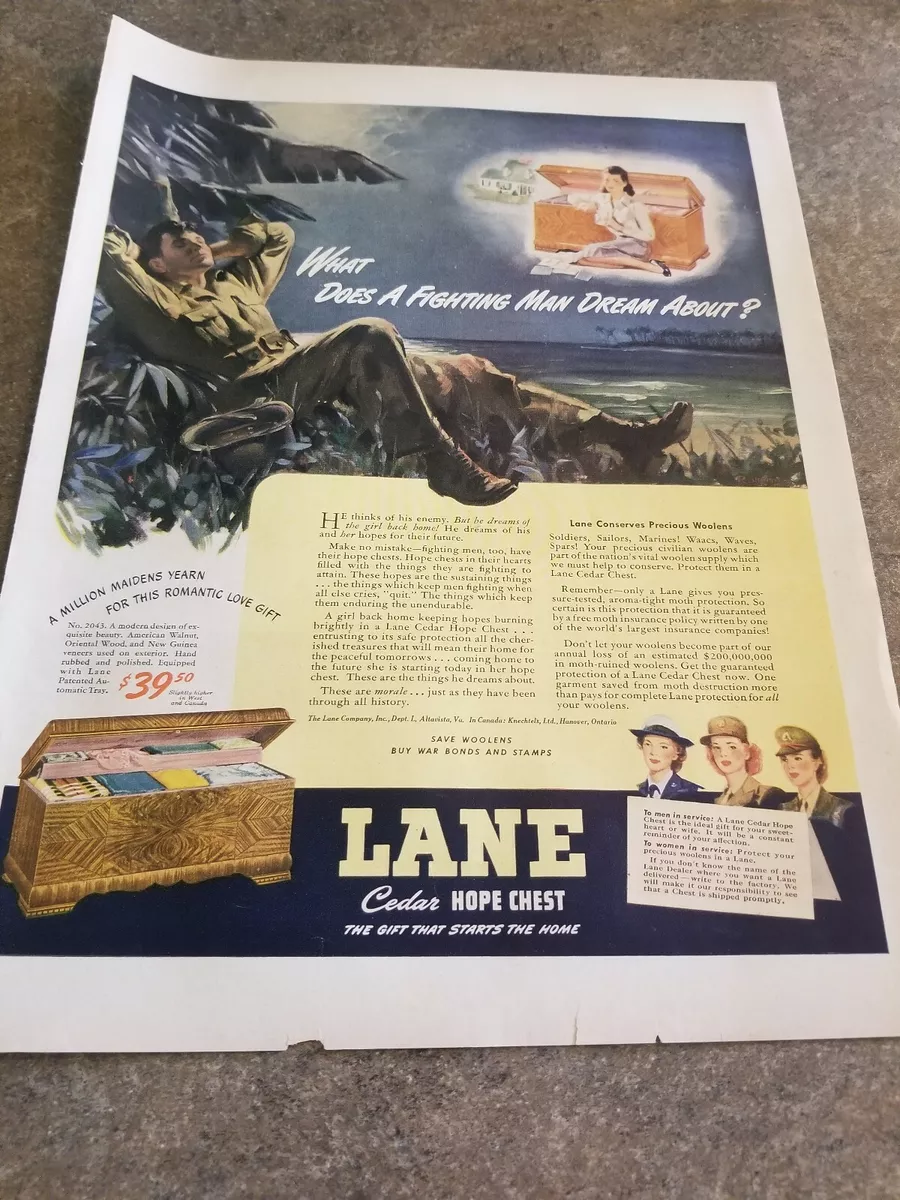 What
Does A Fighting Man Dream About?
He thinks of his enemy. But he dreams of
the girl back home! He dreams of his
and her hopes for their future.
Make no mistake—fighting men, too, have
their hope chests. Hope chests in their hearts
filled with the things they are fighting to
attain. These hopes are the sustaining things
. . . the things which keep men fighting when
all else cries, "quit." The things which keep
them enduring the unendurable.
A girl back home keeping hopes burning
brightly in a Lane Cedar Hope Chest . . .
entrusting to its safe protection all the cher-
ished treasures that will mean their home for
the peaceful tomorrows . . . coming home to
the future she is starting today in her hope
chest. These are the things he dreams about.
These are morale . . . just as they have been
through all history.
Lane Conserves Precious Woolens
Soldiers, Sailors, Marines! Waacs, Waves,
Spars! Your precious civilian woolens are
part of the nation's vital woolen supply which
we must help to conserve. Protect them in a
Lane Cedar Chest.
Remember—only a Lane gives you pres-
sure-tested, aroma-tight moth protection. So
certain is this protection that it is guaranteed
by a free moth insurance policy written by one
of the world's largest insurance companies!
Don't let your woolens become part of our
annual loss of an estimated $200,000,000
in moth-ruined woolens. Get the guaranteed
protection of a Lane Cedar Chest now. One
garment saved from moth destruction more
than pays for complete Lane protection for all
your woolens.
A MILLION MAIDENS YEARN
FOR THIS ROMANTIC LOVE GIFT
No. 2043. A modern design of ex-
quisite beauty. American Walnut,
Oriental Wood, and New Guinea
veneers used on exterior. Hand
rubbed and polished. Equipped
with Lane
Patented Au-
tomatic Tray.
$39.50
Slightly higher
in West
and Canada
The Lane Company, Inc., Dept. L, Altavista, Va. In Canada: Knechtels, Ltd., Hanover, Ontario
SAVE WOOLENS
BUY WAR BONDS AND STAMPS
To men in service: A Lane Cedar Hope
Chest is the ideal gift for your sweet-
heart or wife. It will be a constant
reminder of your affection.
To women in service: Protect your
precious woolens in a Lane.
If you don't know the name of the
Lane Dealer where you want a Lane
delivered—write to the factory. We
will make it our responsibility to see
that a Chest is shipped promptly.
LANE
Cedar HOPE CHEST
THE GIFT THAT STARTS THE HOME